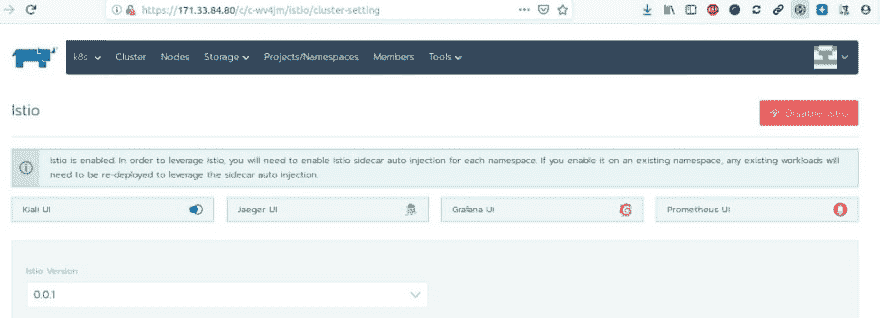 https://171.33.84.80/c/c-wv4jm/istio/cluster-setting
k8s Cluster Nodes Storage Projects/Namespaces Members Tools
Istio
Disable Istio
Istio is enabled. In order to leverage Istio, you will need to enable Istio sidecar auto injection for each namespace. If you enable it on an existing namespace, any existing workloads will
need to be re-deployed to leverage the sidecar auto injection.
Kiali UI Jaeger UI Grafana UI Prometheus UI
Istio Version
0.0.1